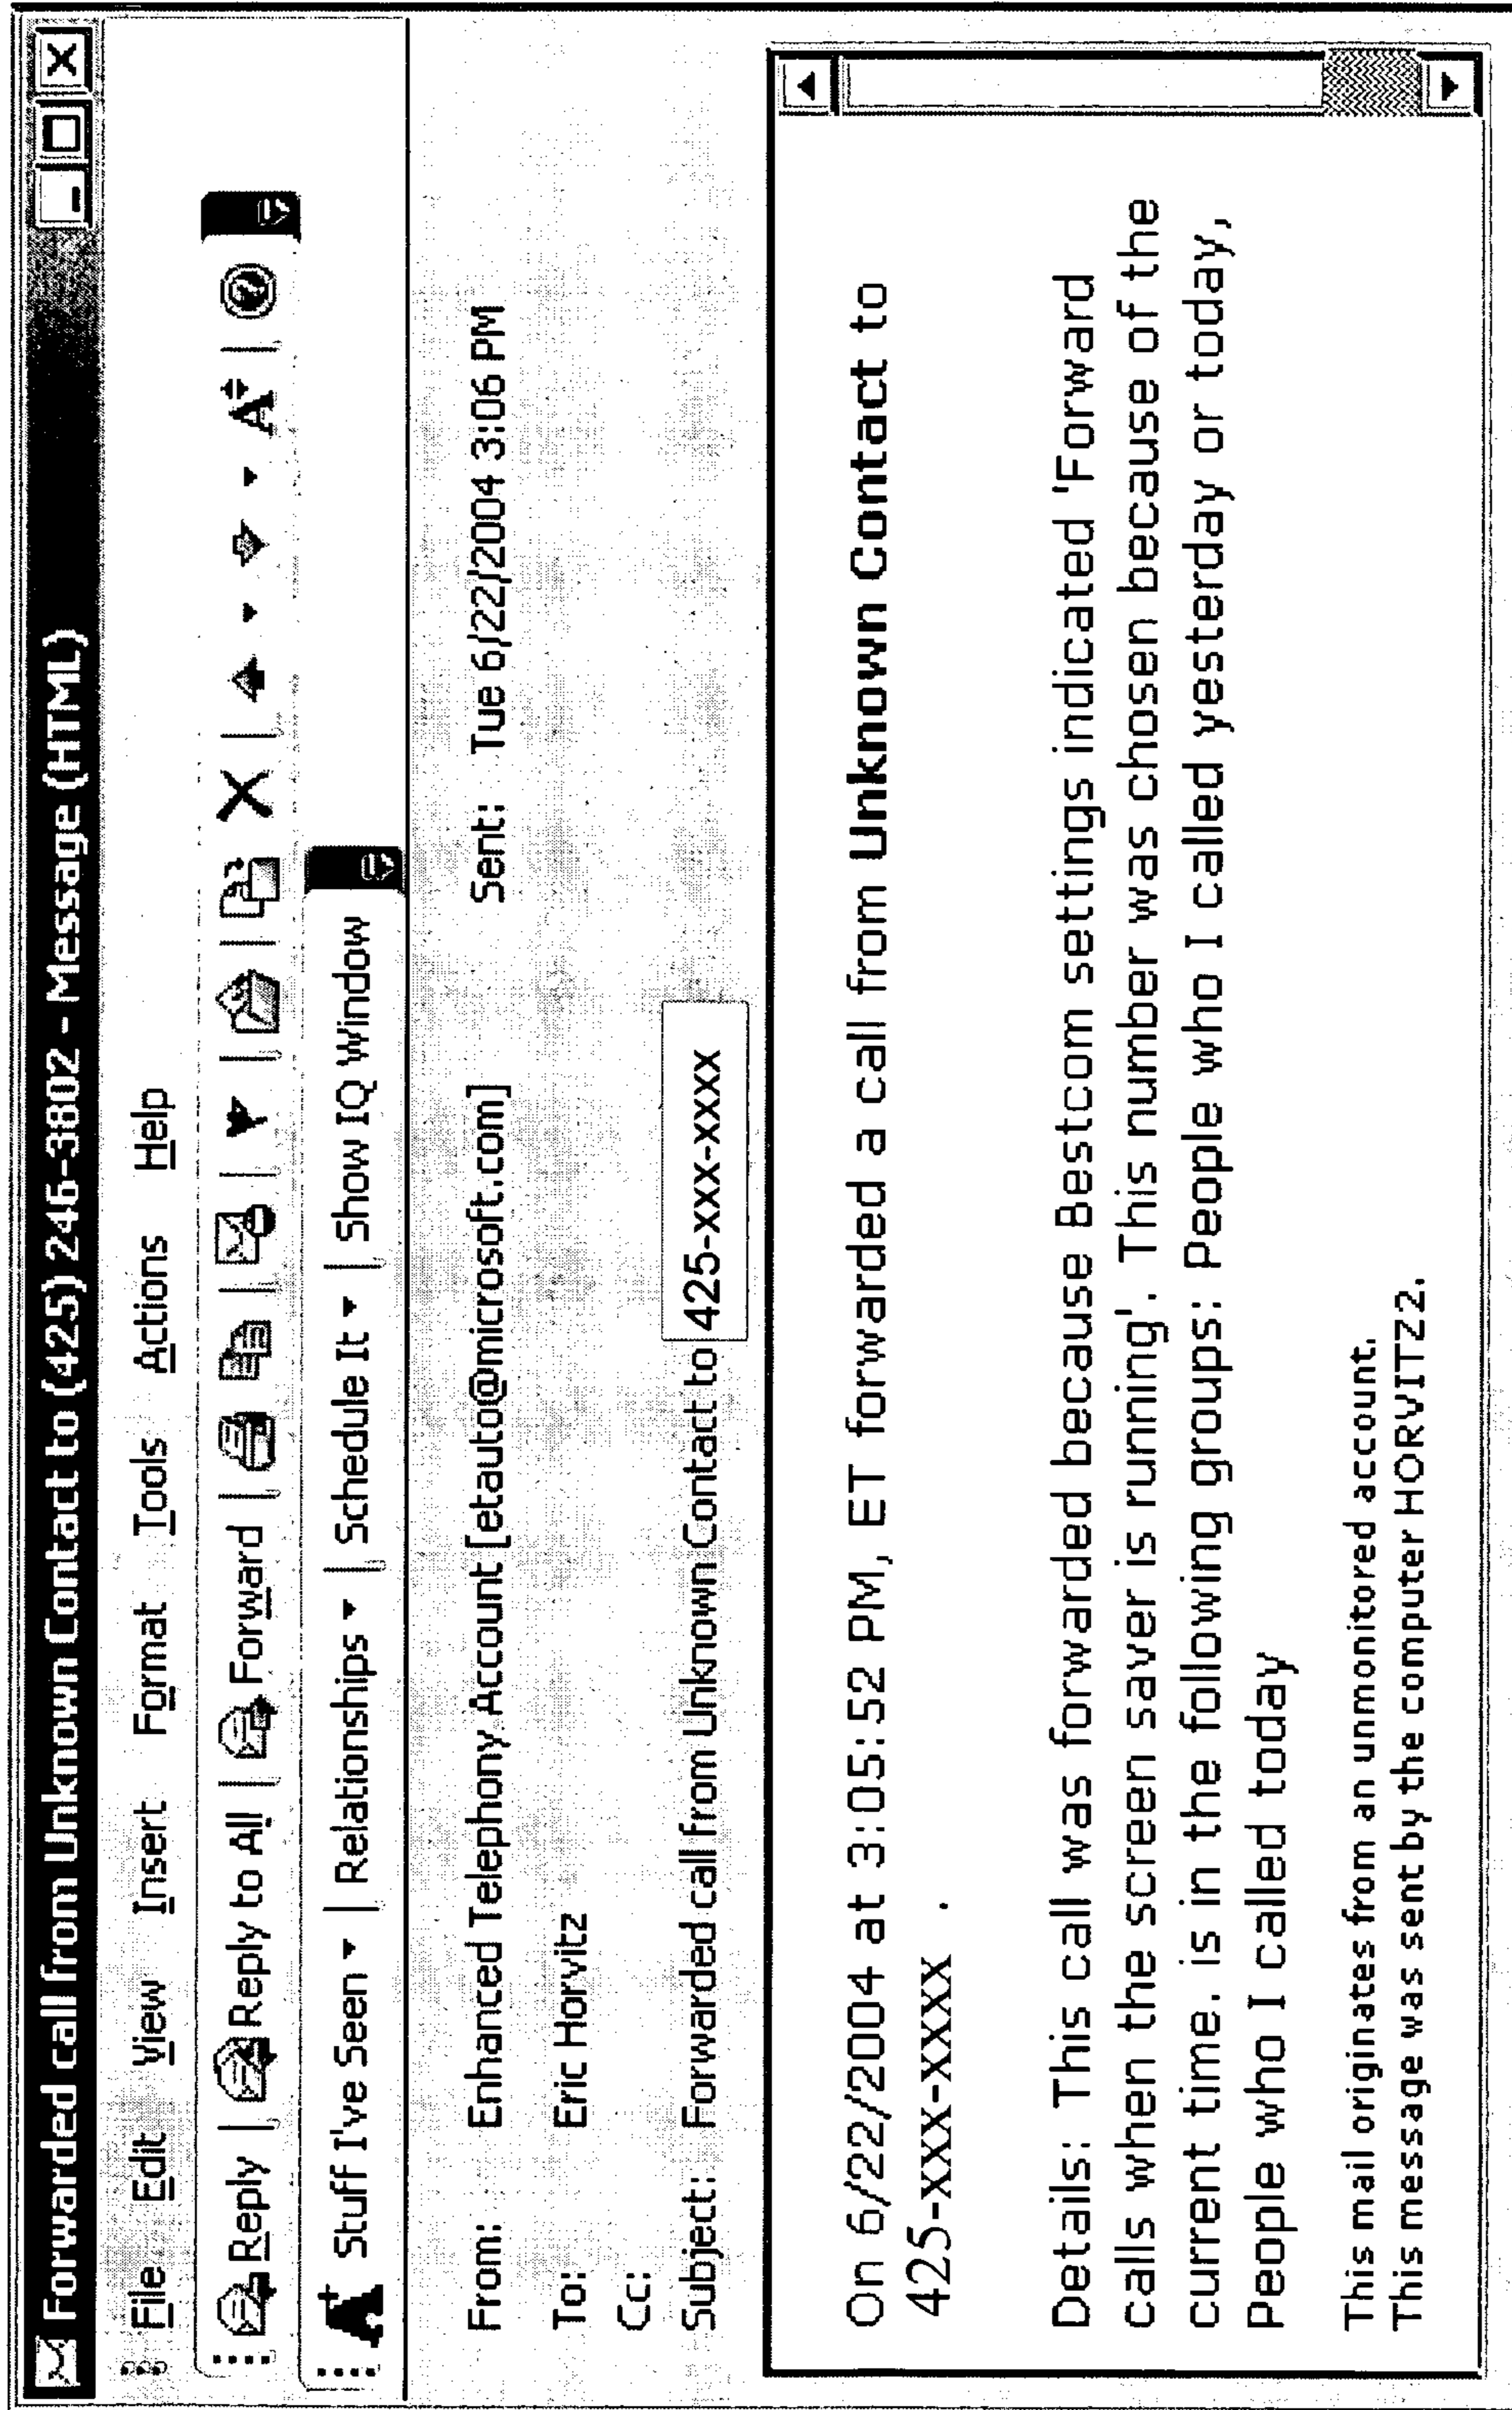 Forwarded call from Unknown Contact to (425) 246-3802 - Message (HTML)
File Edit View Insert Format Tools Actions Help
Reply Reply to All Forward
Stuff I've Seen Relationships Schedule It Show IQ Window
From: Enhanced Telephony Account [etauto@microsoft.com] Sent: Tue 6/22/2004 3:06 PM
To: Eric Horvitz
Cc:
Subject: Forwarded call from Unknown Contact to 425-xxx-xxxx
On 6/22/2004 at 3:05:52 PM, ET forwarded a call from Unknown Contact to
425-xxx-xxxx .
Details: This call was forwarded because Bestcom settings indicated 'Forward
calls when the screen saver is running'. This number was chosen because of the
current time. is in the following groups: People who I called yesterday or today,
People who I called today
This mail originates from an unmonitored account.
This message was sent by the computer HORVITZ2.